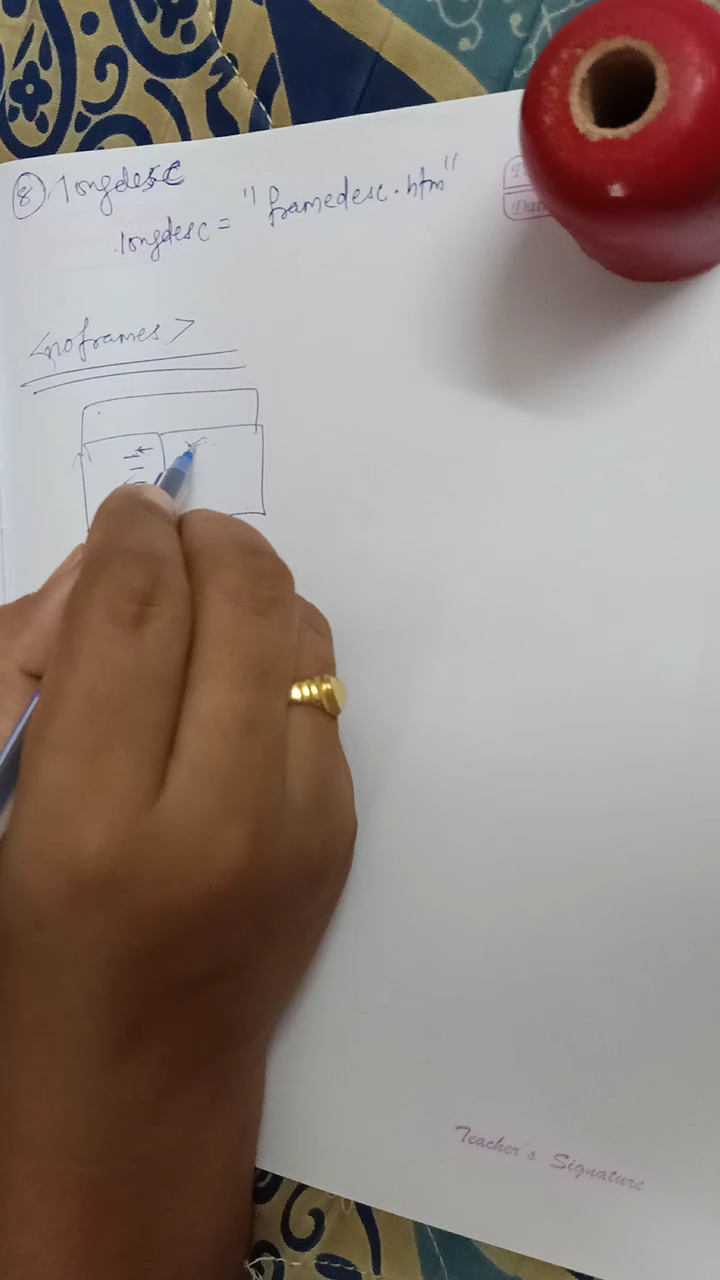 8 longdesc
longdesc = "framedesc.htm"
<noframes>
Teacher's Signature